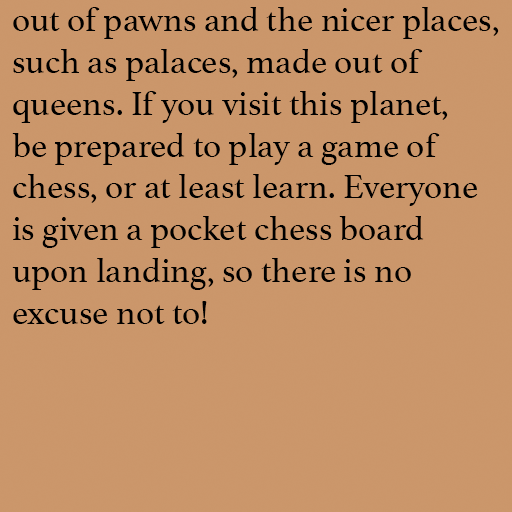 out of pawns and the nicer places,
such as palaces, made out of
queens. If you visit this planet,
be prepared to play a game of
chess, or at least learn. Everyone
is given a pocket chess board
upon landing, so there is no
excuse not to!